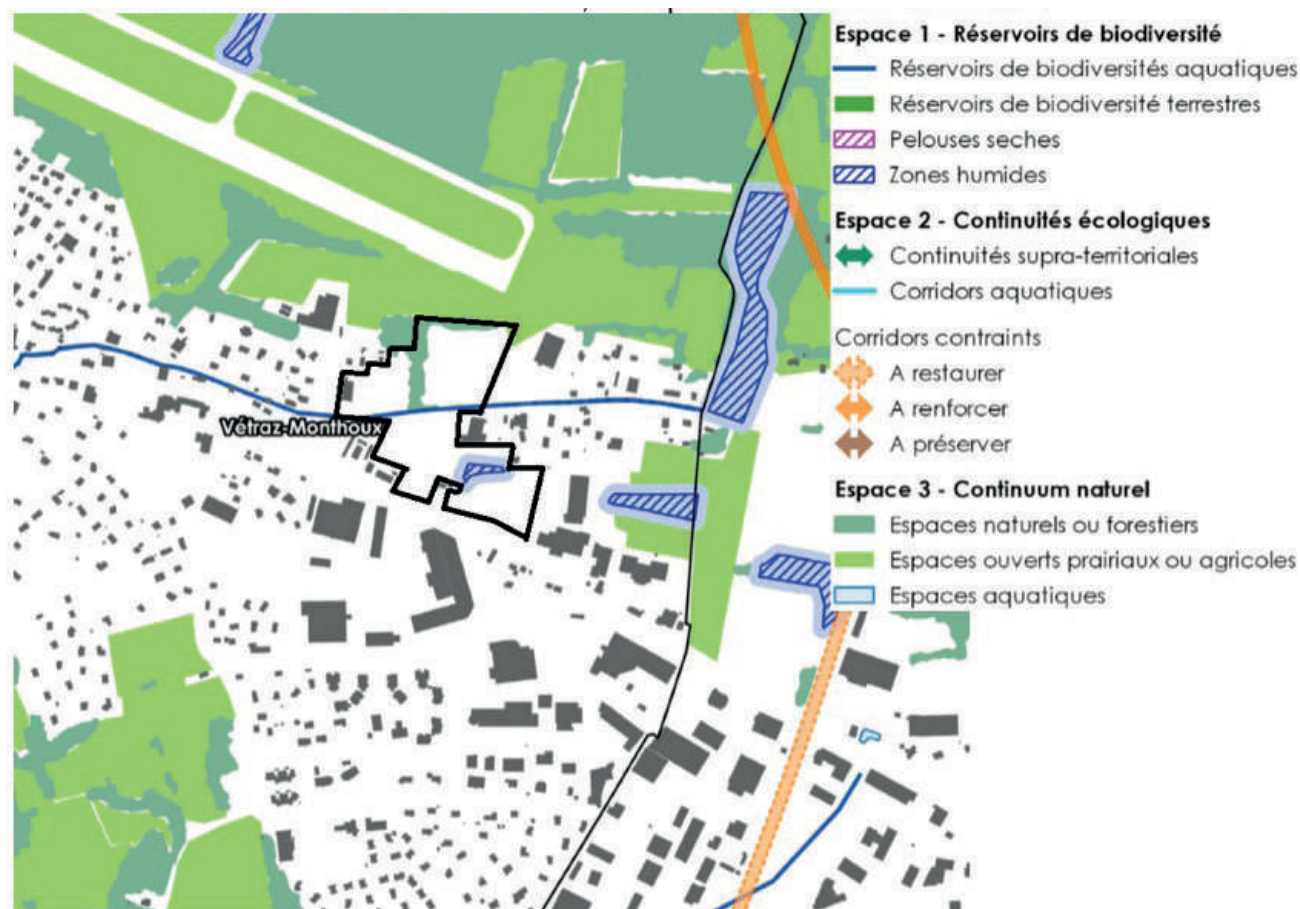 Espace 1 - Réservoirs de biodiversité
Réservoirs de biodiversités aquatiques
Réservoirs de biodiversité terrestres
Pelouses seches
Zones humides
Espace 2 - Continuités écologiques
Continuités supra-territoriales
Corridors aquatiques
Corridors contraints
A restaurer
A renforcer
A préserver
Espace 3 - Continuum naturel
Espaces naturels ou forestiers
Espaces ouverts prairiaux ou agricoles
Espaces aquatiques
Vétraz-Monthoux